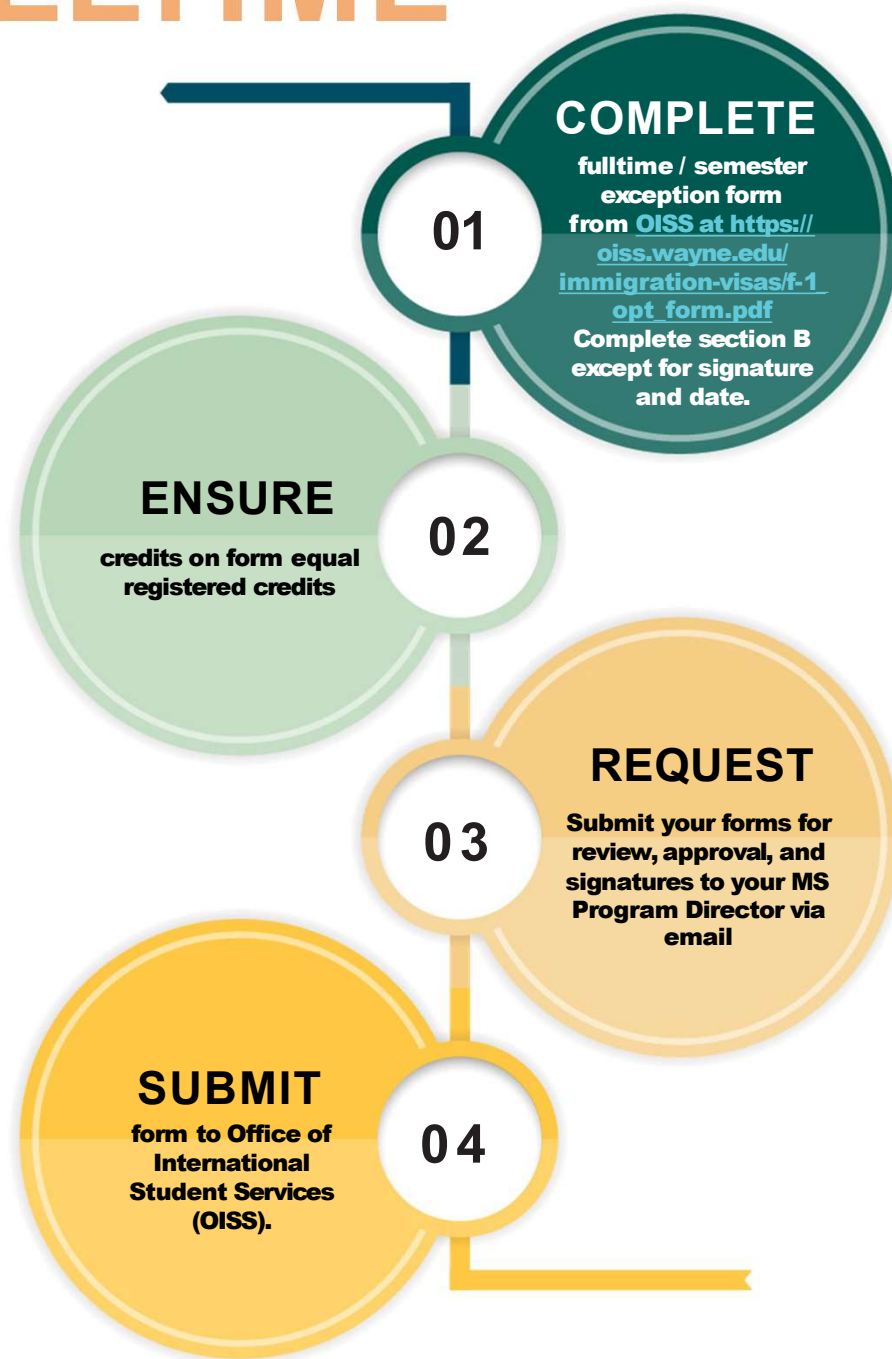 01
COMPLETE
fulltime / semester
exception form
from OISS at https://
oiss.wayne.edu/
immigration-visas/f-1_
opt_form.pdf
Complete section B
except for signature
and date.
ENSURE
credits on form equal
registered credits
02
03
REQUEST
Submit your forms for
review, approval, and
signatures to your MS
Program Director via
email
SUBMIT
form to Office of
International
Student Services
(OISS).
04